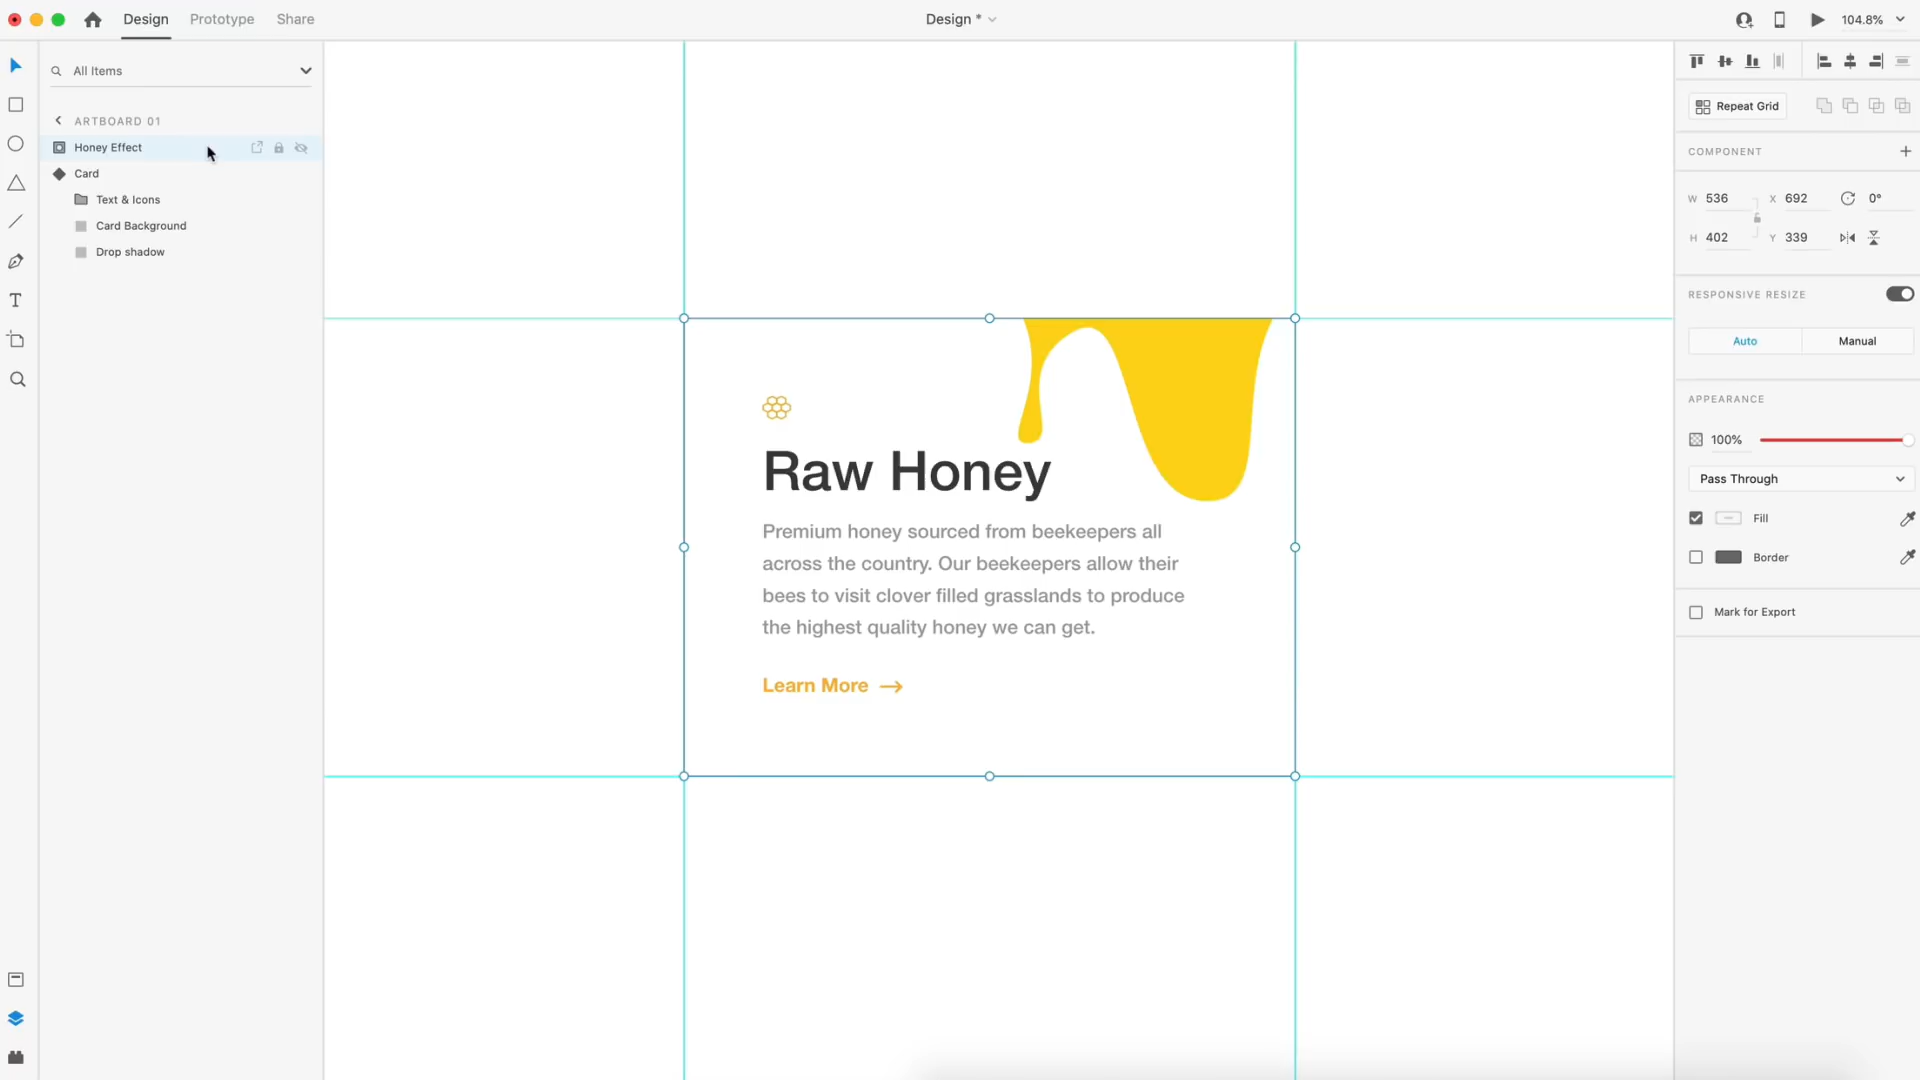 Design
Prototype
Share
Design *
104.8%
All Items
ARTBOARD 01
Honey Effect
Card
Text & Icons
Card Background
Drop shadow
Raw Honey
Premium honey sourced from beekeepers all
across the country. Our beekeepers allow their
bees to visit clover filled grasslands to produce
the highest quality honey we can get.
Learn More
Repeat Grid
COMPONENT
W 536 X 692 0°
H 402 Y 339
RESPONSIVE RESIZE
Auto Manual
APPEARANCE
100%
Pass Through
Fill
Border
Mark for Export